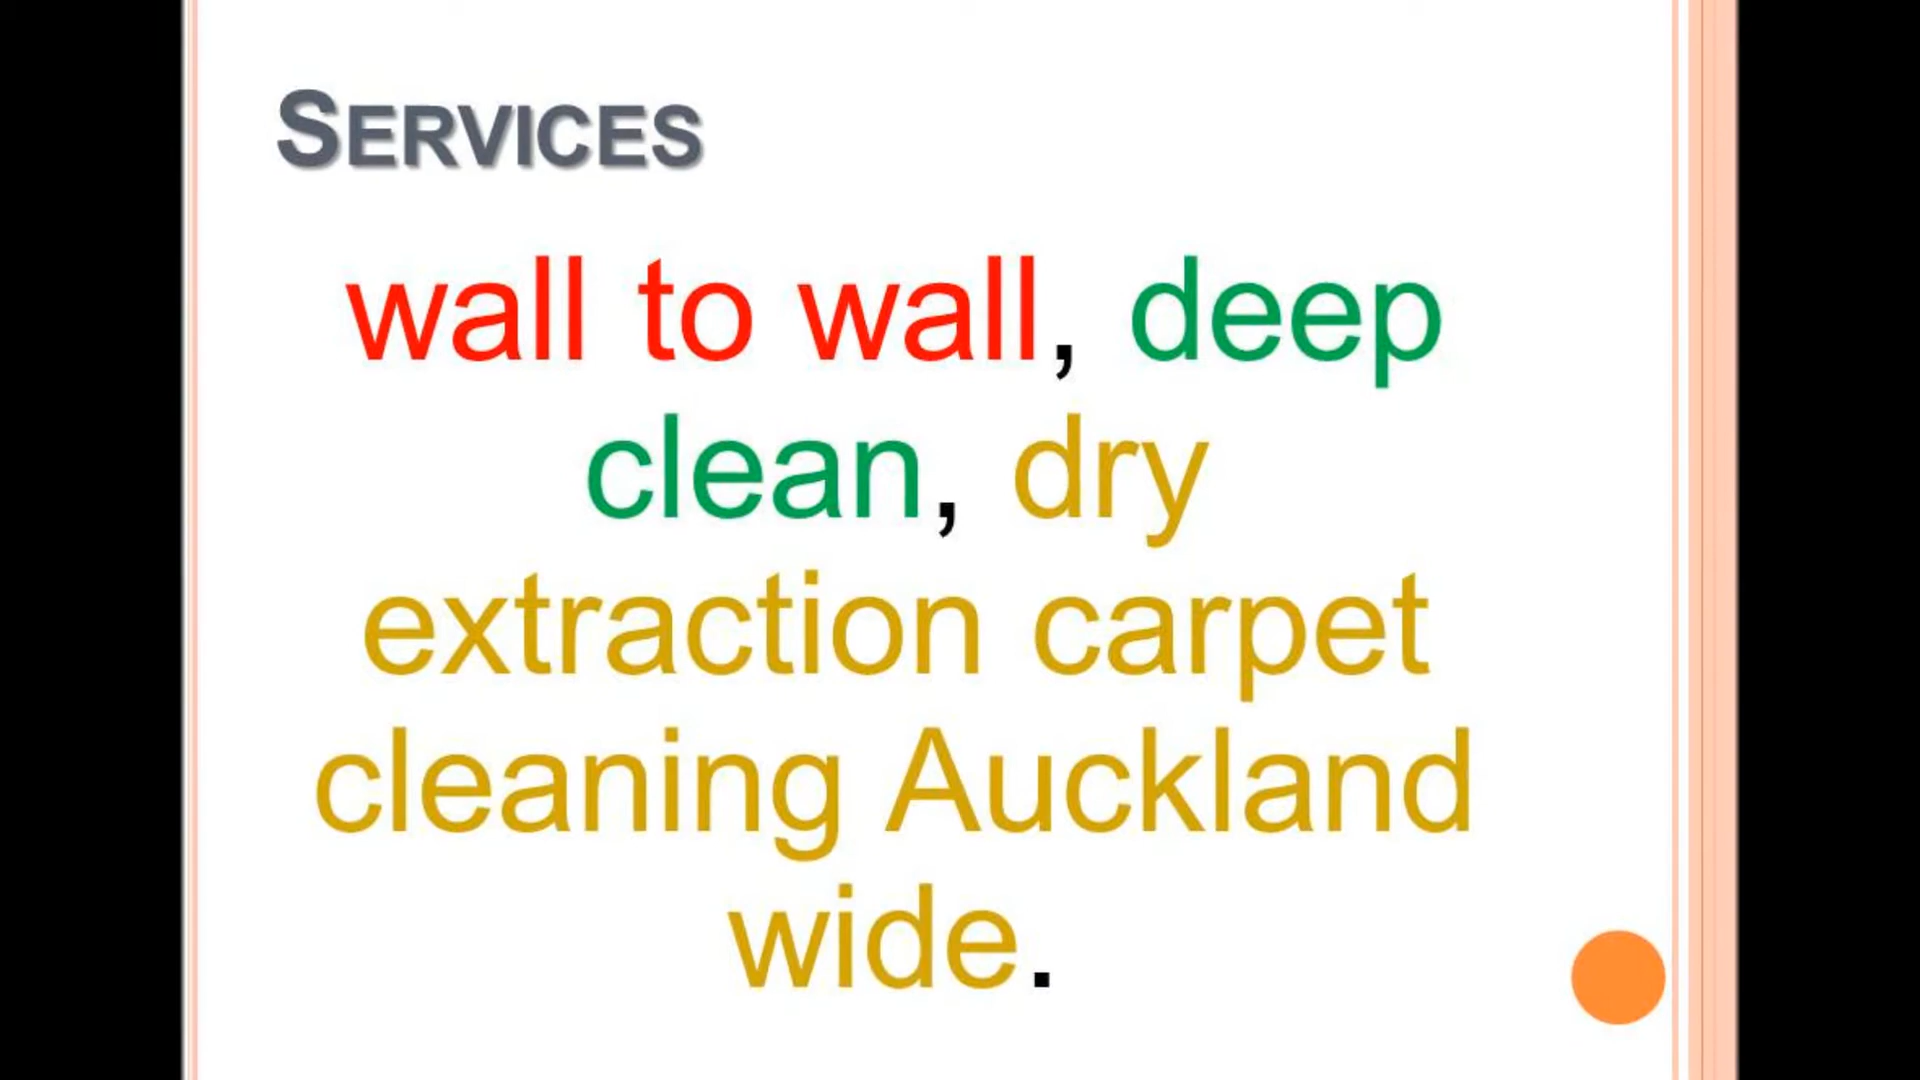 SERVICES
wall to wall, deep
clean, dry
extraction carpet
cleaning Auckland
wide.